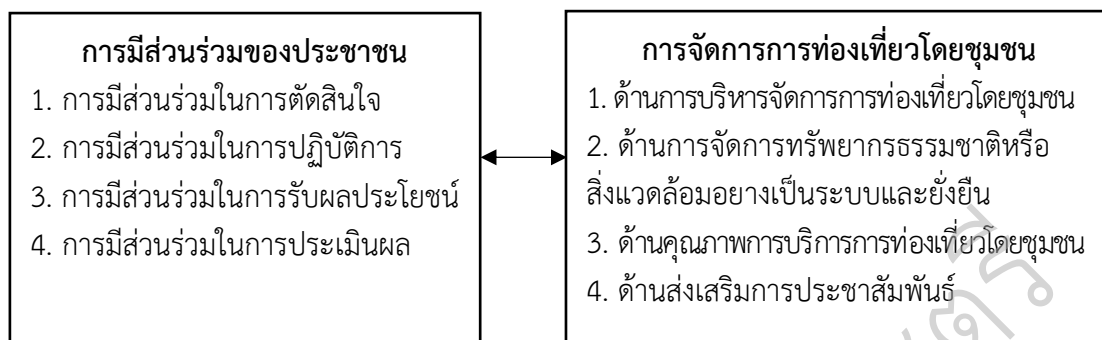 การมีส่วนร่วมของประชาชน
1. การมีส่วนร่วมในการตัดสินใจ
2. การมีส่วนร่วมในการปฏิบัติการ
3. การมีส่วนร่วมในการรับผลประโยชน์
4. การมีส่วนร่วมในการประเมินผล
การจัดการการท่องเที่ยวโดยชุมชน
1. ด้านการบริหารจัดการการท่องเที่ยวโดยชุมชน
2. ด้านการจัดการทรัพยากรธรรมชาติหรือ
สิ่งแวดล้อมอยางเป็นระบบและยั่งยืน
3. ด้านคุณภาพการบริการการท่องเที่ยวโดยชุมชน
4. ด้านส่งเสริมการประชาสัมพันธ์